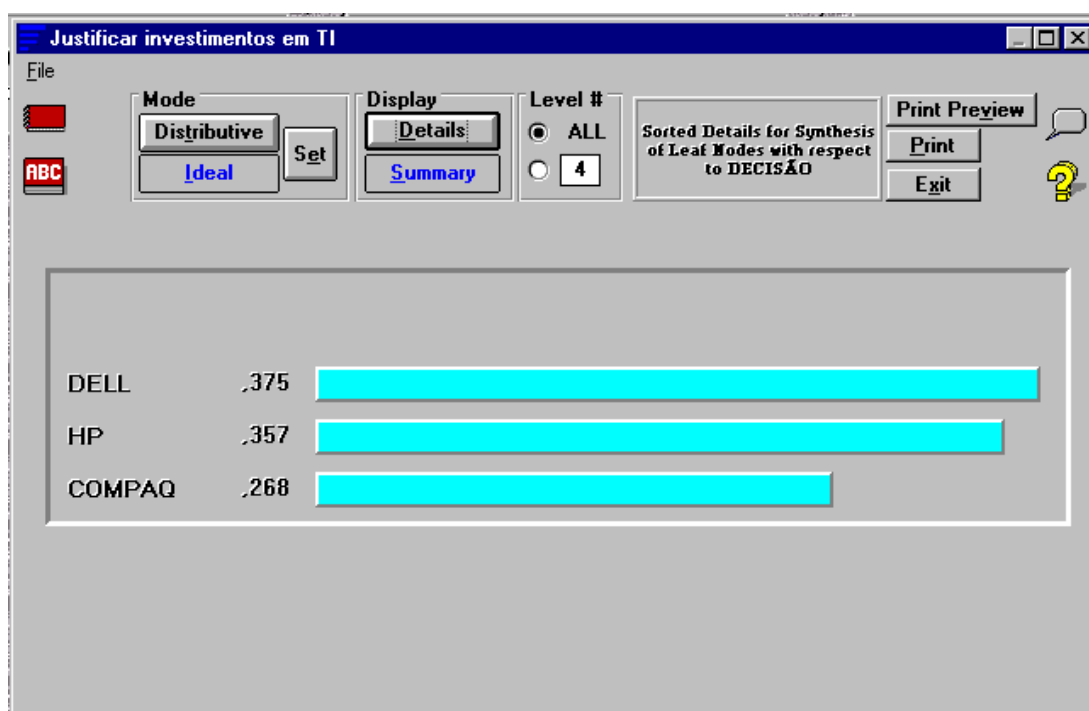 Justificar investimentos em TI
File
ABC
Mode
Distributive
Ideal
Set
Display
Details
Summary
Level #
ALL
4
Sorted Details for Synthesis
of Leaf Nodes with respect
to DECISÃO
Print Preview
Print
Exit
DELL ,375
HP ,357
COMPAQ ,268